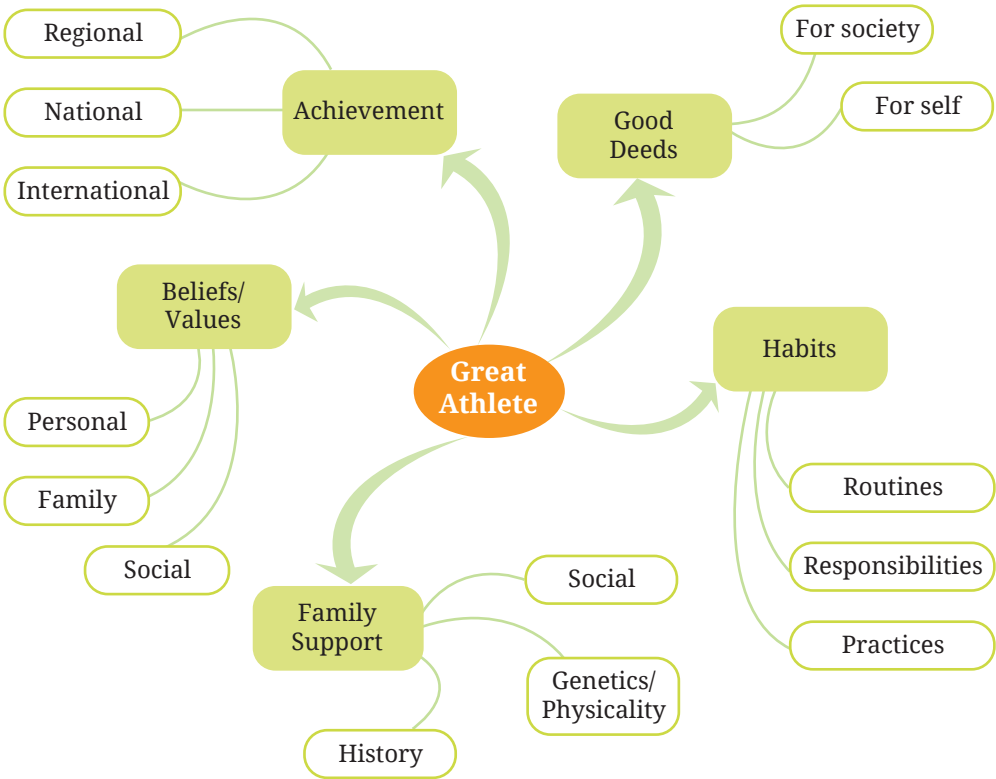 Regional
National
International
Achievement
For society
For self
Good
Deeds
Beliefs/
Values
Personal
Family
Social
Great
Athlete
Habits
Routines
Responsibilities
Practices
Family
Support
Social
Genetics/
Physicality
History